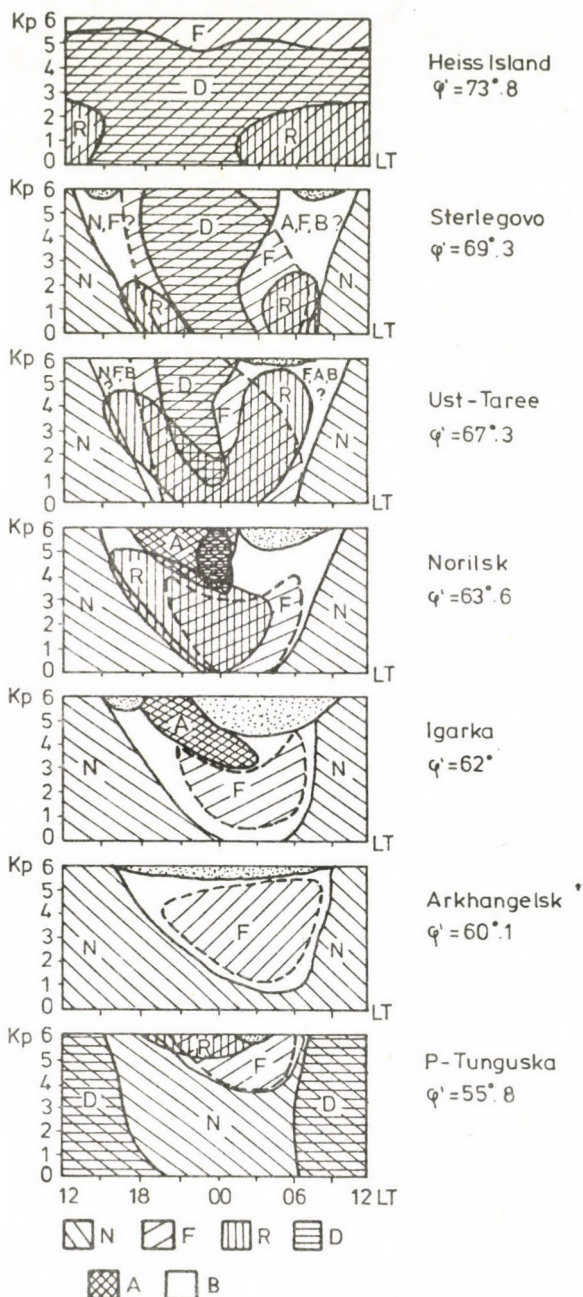 Kp 6
5
4
3
2
1
0
F
D
R
R
LT
Heiss Island
φ' = 73°.8
Kp 6
5
4
3
2
1
0
N,F?
D
A,F,B?
N
F
N
R
R
LT
Sterlegovo
φ' = 69°.3
Kp 6
5
4
3
2
1
0
N,F,B
?
D
F,A,B
?
R
F
N
N
LT
Ust-Taree
φ' = 67°.3
Kp 6
5
4
3
2
1
0
A
R
N
F
N
LT
Norilsk
φ' = 63°.6
Kp 6
5
4
3
2
1
0
A
N
F
N
LT
Igarka
φ' = 62°
Kp 6
5
4
3
2
1
0
N
F
N
LT
Arkhangelsk
φ' = 60°.1
Kp 6
5
4
3
2
1
0
R
F
D
N
D
P-Tunguska
φ' = 55°.8
12 18 00 06 12 LT
N F R D
A B